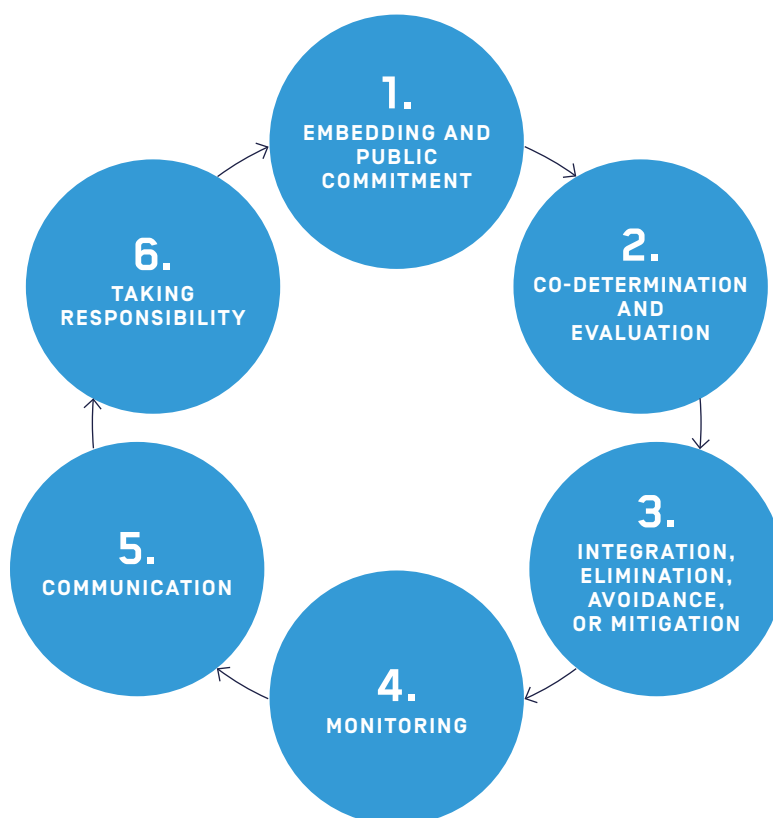 1.
EMBEDDING AND
PUBLIC
COMMITMENT
2.
CO-DETERMINATION
AND
EVALUATION
3.
INTEGRATION,
ELIMINATION,
AVOIDANCE,
OR MITIGATION
4.
MONITORING
5.
COMMUNICATION
6.
TAKING
RESPONSIBILITY